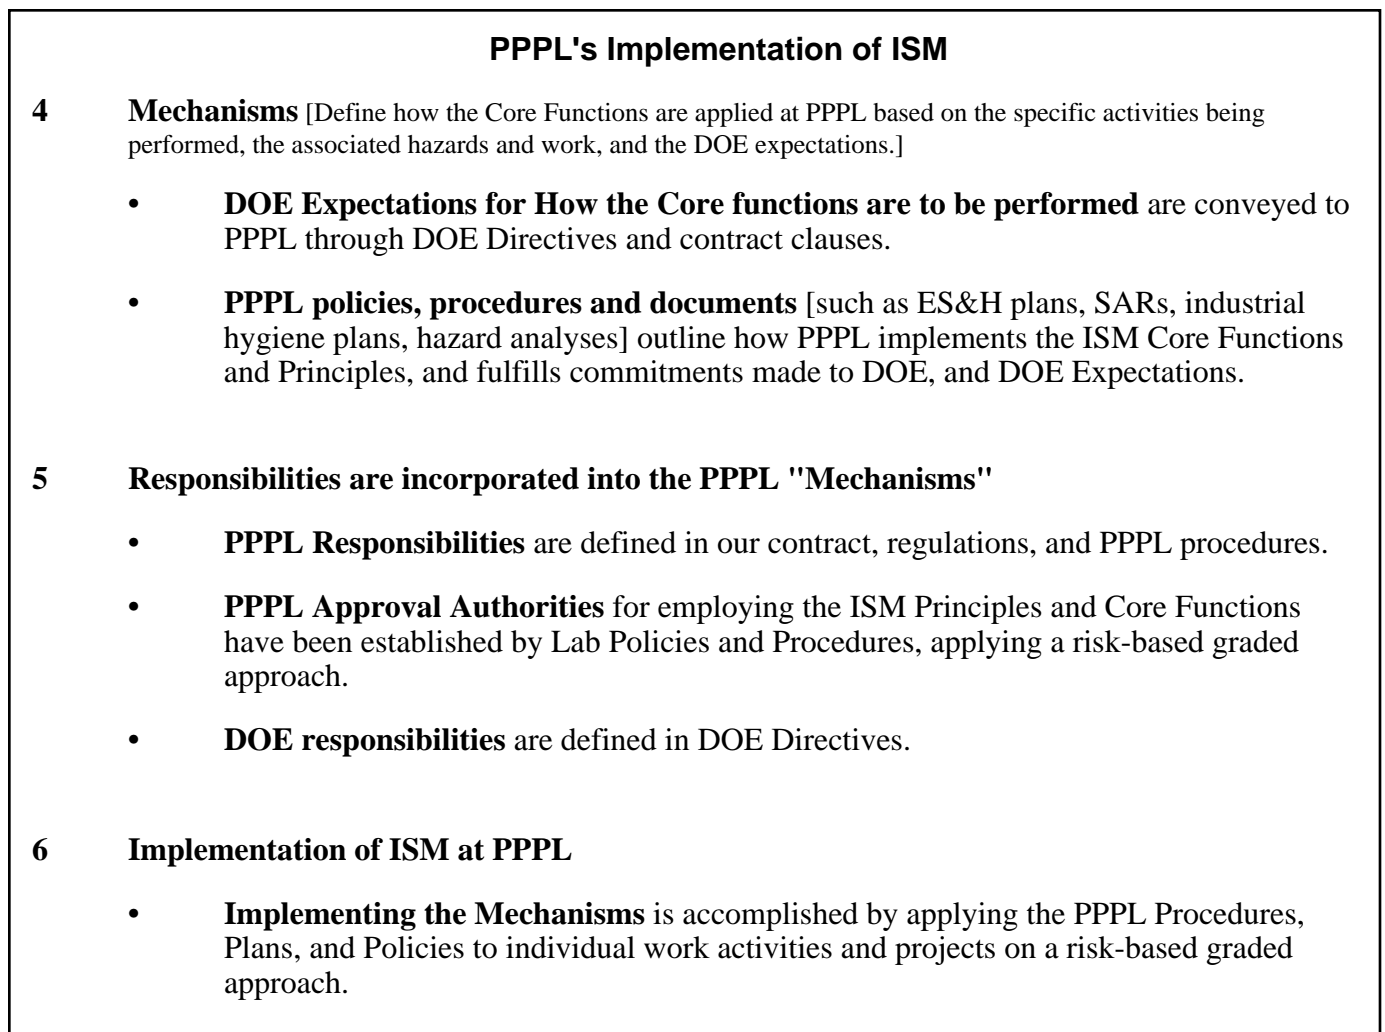 PPPL's Implementation of ISM
4 Mechanisms [Define how the Core Functions are applied at PPPL based on the specific activities being
performed, the associated hazards and work, and the DOE expectations.]
• DOE Expectations for How the Core functions are to be performed are conveyed to
PPPL through DOE Directives and contract clauses.
• PPPL policies, procedures and documents [such as ES&H plans, SARs, industrial
hygiene plans, hazard analyses] outline how PPPL implements the ISM Core Functions
and Principles, and fulfills commitments made to DOE, and DOE Expectations.
5 Responsibilities are incorporated into the PPPL "Mechanisms"
• PPPL Responsibilities are defined in our contract, regulations, and PPPL procedures.
• PPPL Approval Authorities for employing the ISM Principles and Core Functions
have been established by Lab Policies and Procedures, applying a risk-based graded
approach.
• DOE responsibilities are defined in DOE Directives.
6 Implementation of ISM at PPPL
• Implementing the Mechanisms is accomplished by applying the PPPL Procedures,
Plans, and Policies to individual work activities and projects on a risk-based graded
approach.